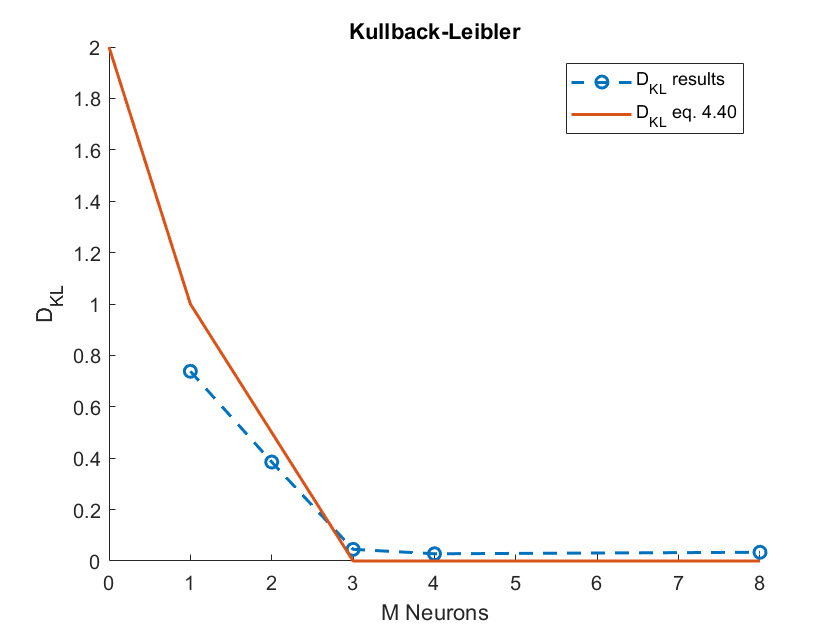 Kullback-Leibler
D_KL results
D_KL eq. 4.40
2
1.8
1.6
1.4
1.2
1
0.8
0.6
0.4
0.2
0
D_KL
0 1 2 3 4 5 6 7 8
M Neurons